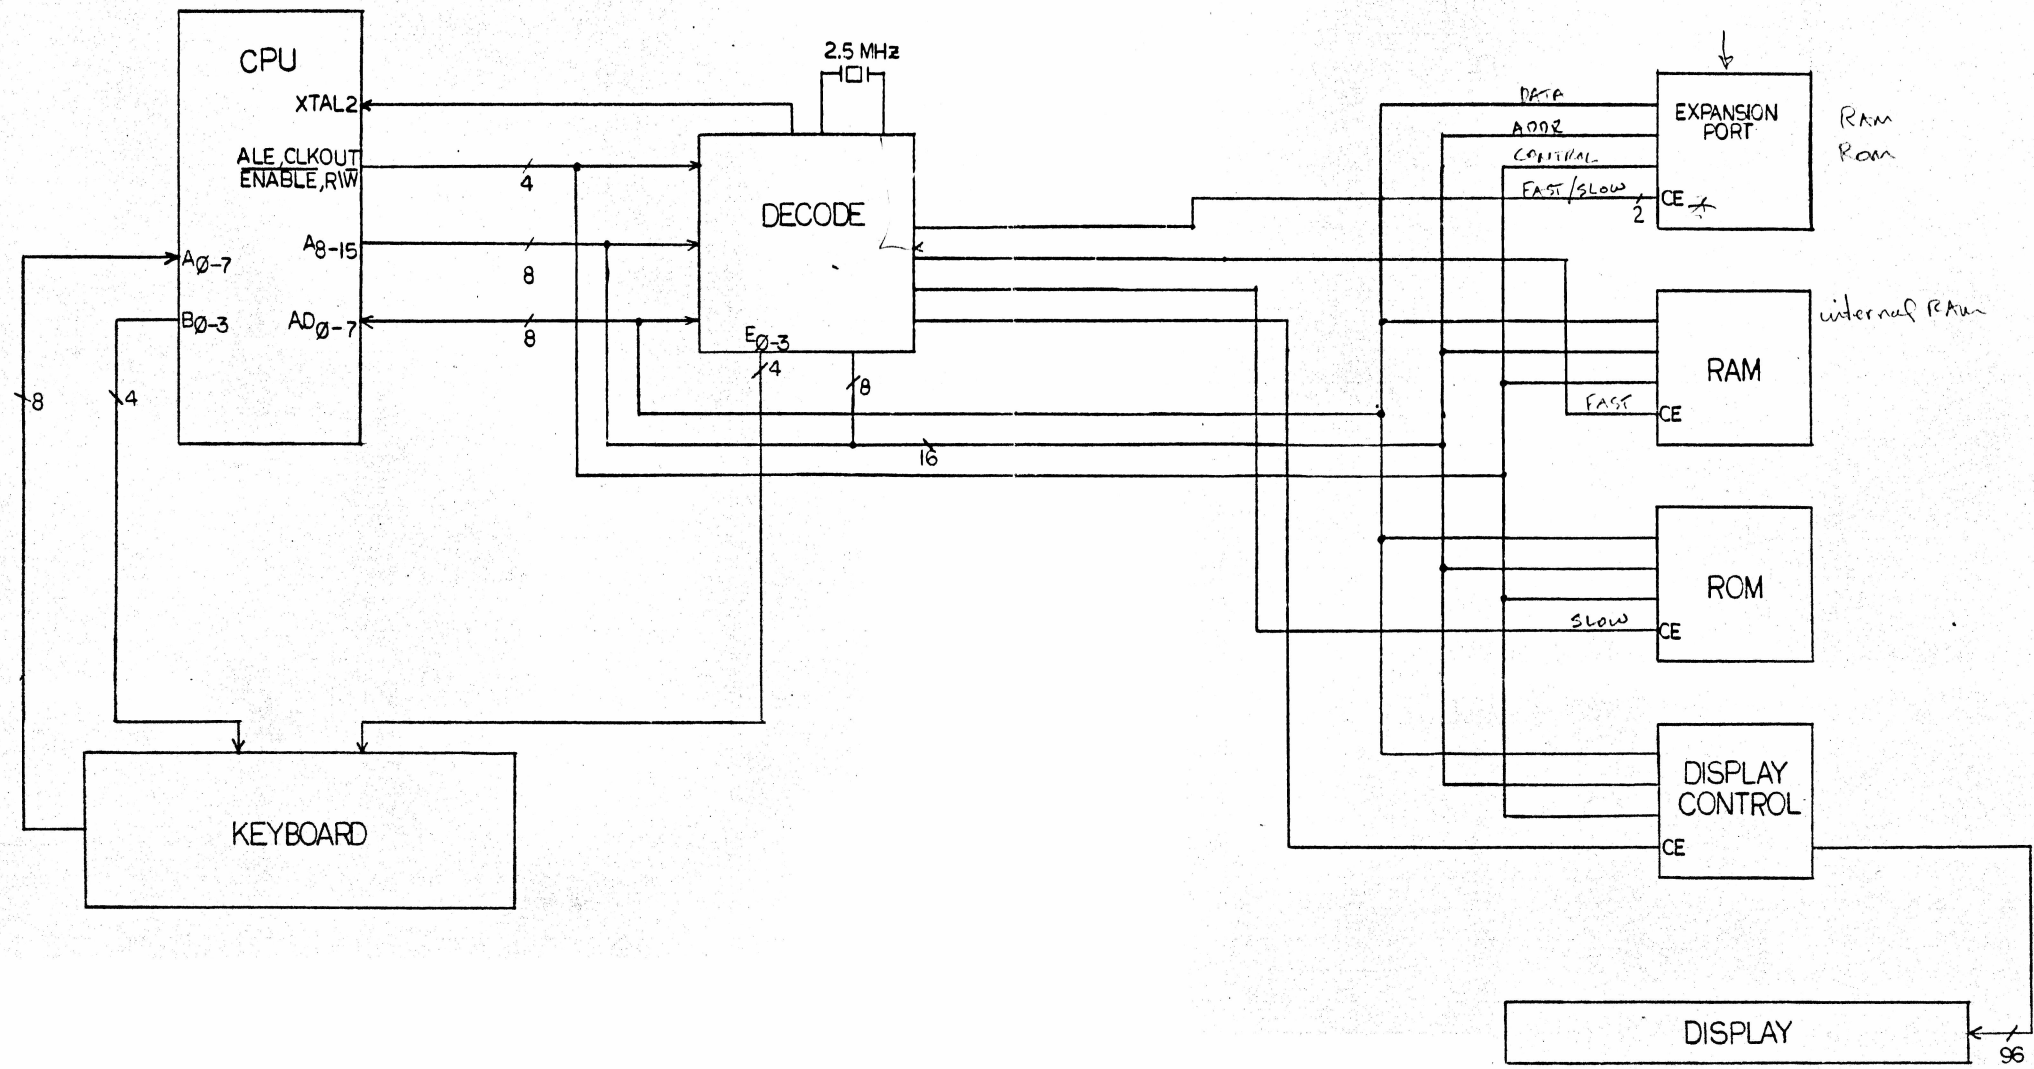 CPU
XTAL2
ALE,CLKOUT
ENABLE,R/W
A8-15
AØ-7
BØ-3
ADØ-7
8
4
4
8
8
2.5 MHz
DECODE
EØ-3
4
8
16
KEYBOARD
DATA
ADDR
CONTROL
FAST/SLOW
2
EXPANSION
PORT
CE
RAM
ROM
internal RAM
RAM
FAST
CE
ROM
SLOW
CE
DISPLAY
CONTROL
CE
DISPLAY
96